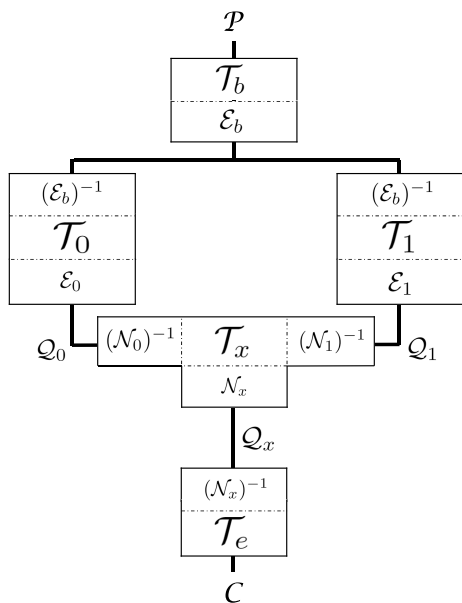 𝒫
𝒯_b
ℰ_b
(ℰ_b)⁻¹ (ℰ_b)⁻¹
𝒯_0 𝒯_1
ℰ_0 ℰ_1
𝒬_0 (𝒩_0)⁻¹ 𝒯_x (𝒩_1)⁻¹ 𝒬_1
𝒩_x
𝒬_x
(𝒩_x)⁻¹
𝒯_e
C